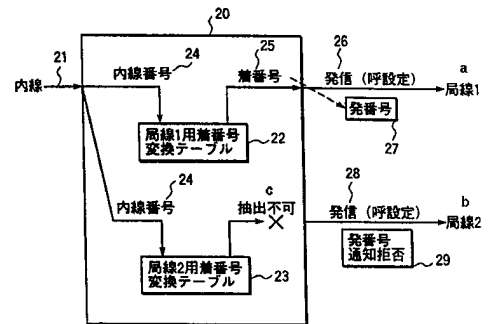 20
21
24
25
26
a
内線
内線番号
着番号
発信（呼設定）
局線1
発番号
27
局線1用着番号
変換テーブル
22
24
内線番号
c
抽出不可
28
b
発信（呼設定）
局線2
局線2用着番号
変換テーブル
23
発番号
通知拒否
29